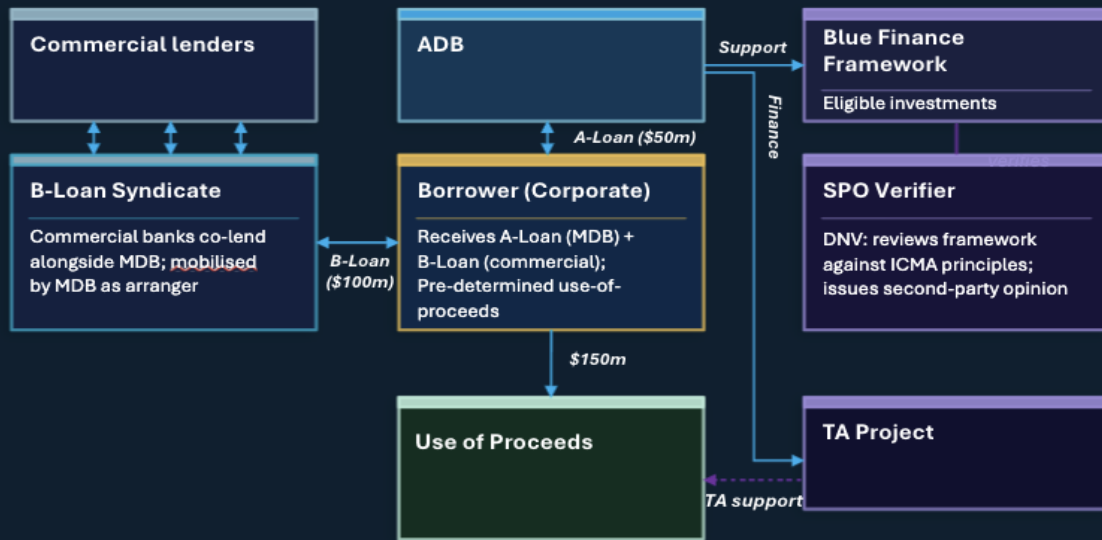 Commercial lenders
ADB
Support
Blue Finance
Framework
Eligible investments
Finance
A-Loan ($50m)
verifies
B-Loan Syndicate
Commercial banks co-lend
alongside MDB; mobilised
by MDB as arranger
B-Loan
($100m)
Borrower (Corporate)
Receives A-Loan (MDB) +
B-Loan (commercial);
Pre-determined use-of-
proceeds
SPO Verifier
DNV: reviews framework
against ICMA principles;
issues second-party opinion
$150m
Use of Proceeds
TA Project
TA support